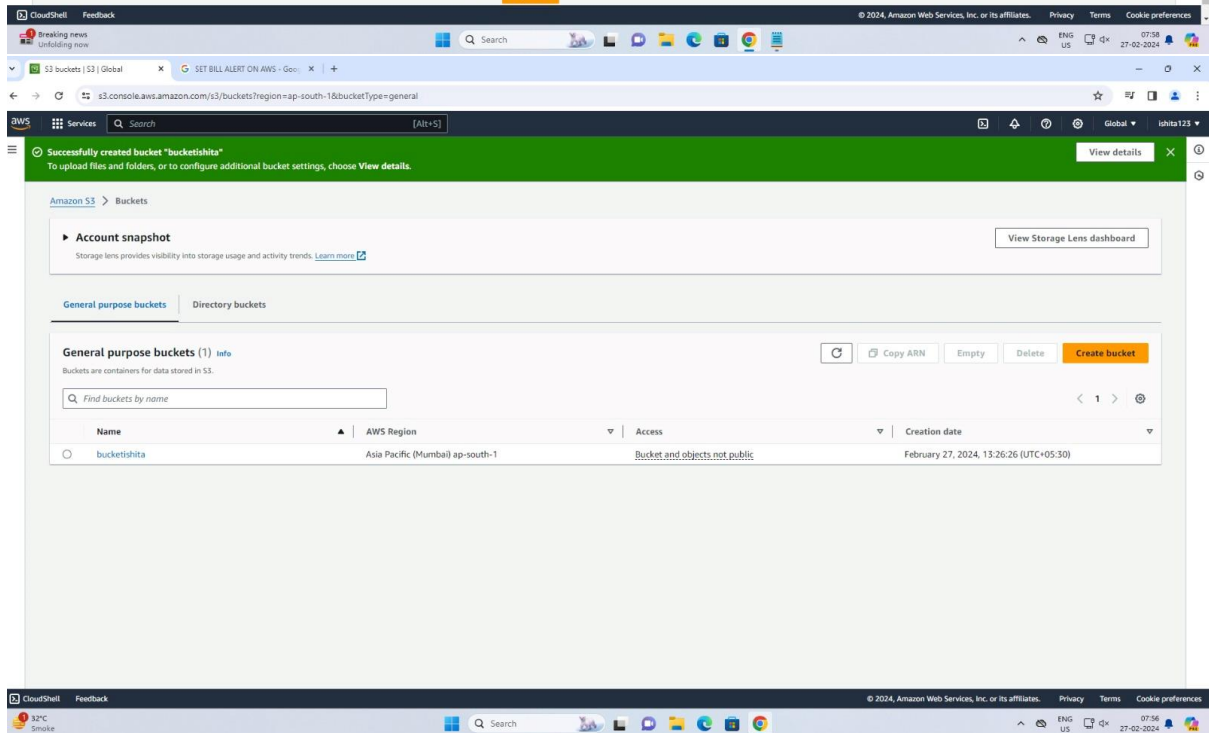 CloudShell Feedback © 2024, Amazon Web Services, Inc. or its affiliates. Privacy Terms Cookie preferences
1 Breaking news
Unfolding now
Search
ENG
US
07:58
27-02-2024
S3 buckets | S3 | Global
SET BILL ALERT ON AWS - Goo
s3.console.aws.amazon.com/s3/buckets?region=ap-south-1&bucketType=general
aws Services Search [Alt+S] Global ishita123
Successfully created bucket "bucketishita"
To upload files and folders, or to configure additional bucket settings, choose View details.
View details
Amazon S3 > Buckets
Account snapshot
Storage lens provides visibility into storage usage and activity trends. Learn more
View Storage Lens dashboard
General purpose buckets Directory buckets
General purpose buckets (1) Info
Buckets are containers for data stored in S3.
Copy ARN Empty Delete Create bucket
Find buckets by name
< 1 >
Name AWS Region Access Creation date
bucketishita Asia Pacific (Mumbai) ap-south-1 Bucket and objects not public February 27, 2024, 13:26:26 (UTC+05:30)
CloudShell Feedback © 2024, Amazon Web Services, Inc. or its affiliates. Privacy Terms Cookie preferences
1 32°C
Smoke
Search
ENG
US
07:56
27-02-2024